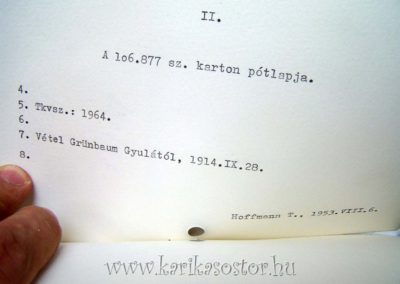 II.
A 1o6.877 sz. karton pótlapja.
4.
5. Tkvsz.: 1964.
6.
7. Vétel Grünbaum Gyulától, 1914.IX.28.
8.
Hoffmann T., 1953.VIII.6.
www.karikasostor.hu